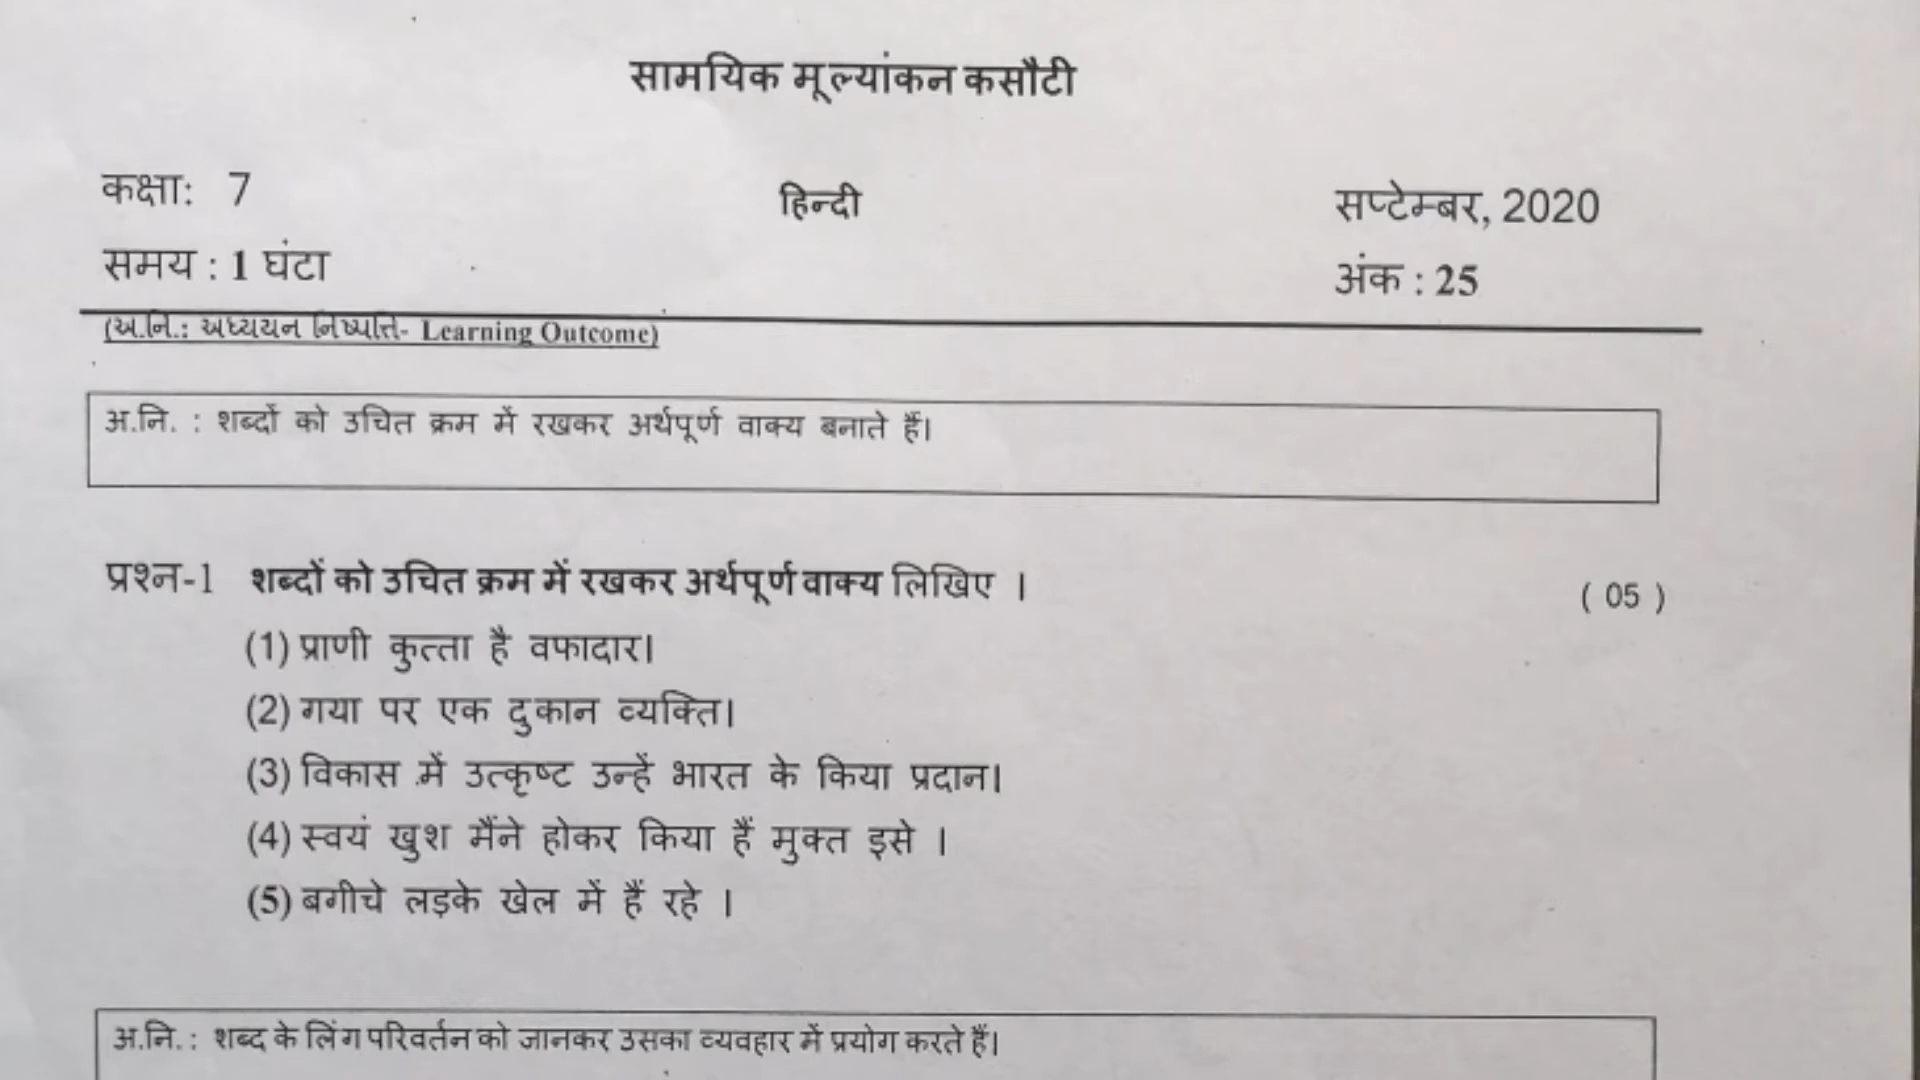 सामयिक मूल्यांकन कसौटी
कक्षा: 7 हिन्दी सप्टेम्बर, 2020
समय : 1 घंटा अंक : 25
(અ.નિ.: અધ્યયન નિષ્પત્તિ- Learning Outcome)
अ.नि. : शब्दों को उचित क्रम में रखकर अर्थपूर्ण वाक्य बनाते हैं।
प्रश्न-1 शब्दों को उचित क्रम में रखकर अर्थपूर्ण वाक्य लिखिए । ( 05 )
(1) प्राणी कुत्ता है वफादार।
(2) गया पर एक दुकान व्यक्ति।
(3) विकास में उत्कृष्ट उन्हें भारत के किया प्रदान।
(4) स्वयं खुश मैंने होकर किया हैं मुक्त इसे ।
(5) बगीचे लड़के खेल में हैं रहे ।
अ.नि. : शब्द के लिंग परिवर्तन को जानकर उसका व्यवहार में प्रयोग करते हैं।